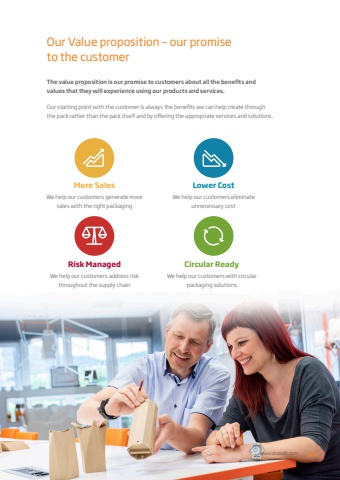 Our Value proposition – our promise
to the customer
The value proposition is our promise to customers about all the benefits and
values that they will experience using our products and services.
Our starting point with the customer is always the benefits we can help create through
the pack rather than the pack itself and by offering the appropriate services and solutions.
More Sales
We help our customers generate more
sales with the right packaging
Lower Cost
We help our customers eliminate
unnecessary cost
Risk Managed
We help our customers address risk
throughout the supply chain
Circular Ready
We help our customers with circular
packaging solutions